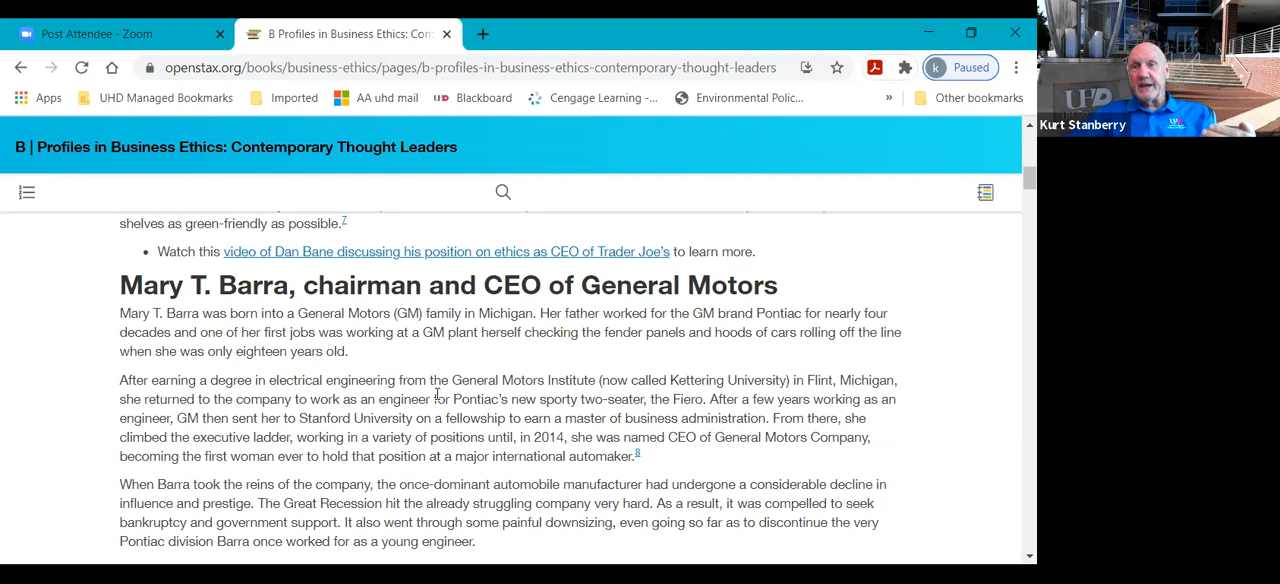 Post Attendee - Zoom
B Profiles in Business Ethics: Con
openstax.org/books/business-ethics/pages/b-profiles-in-business-ethics-contemporary-thought-leaders
k Paused
Apps UHD Managed Bookmarks Imported AA uhd mail Blackboard Cengage Learning -... Environmental Polic... » Other bookmarks
UHD
Kurt Stanberry
B | Profiles in Business Ethics: Contemporary Thought Leaders
shelves as green-friendly as possible.7
• Watch this video of Dan Bane discussing his position on ethics as CEO of Trader Joe's to learn more.
Mary T. Barra, chairman and CEO of General Motors
Mary T. Barra was born into a General Motors (GM) family in Michigan. Her father worked for the GM brand Pontiac for nearly four
decades and one of her first jobs was working at a GM plant herself checking the fender panels and hoods of cars rolling off the line
when she was only eighteen years old.
After earning a degree in electrical engineering from the General Motors Institute (now called Kettering University) in Flint, Michigan,
she returned to the company to work as an engineer for Pontiac's new sporty two-seater, the Fiero. After a few years working as an
engineer, GM then sent her to Stanford University on a fellowship to earn a master of business administration. From there, she
climbed the executive ladder, working in a variety of positions until, in 2014, she was named CEO of General Motors Company,
becoming the first woman ever to hold that position at a major international automaker.8
When Barra took the reins of the company, the once-dominant automobile manufacturer had undergone a considerable decline in
influence and prestige. The Great Recession hit the already struggling company very hard. As a result, it was compelled to seek
bankruptcy and government support. It also went through some painful downsizing, even going so far as to discontinue the very
Pontiac division Barra once worked for as a young engineer.